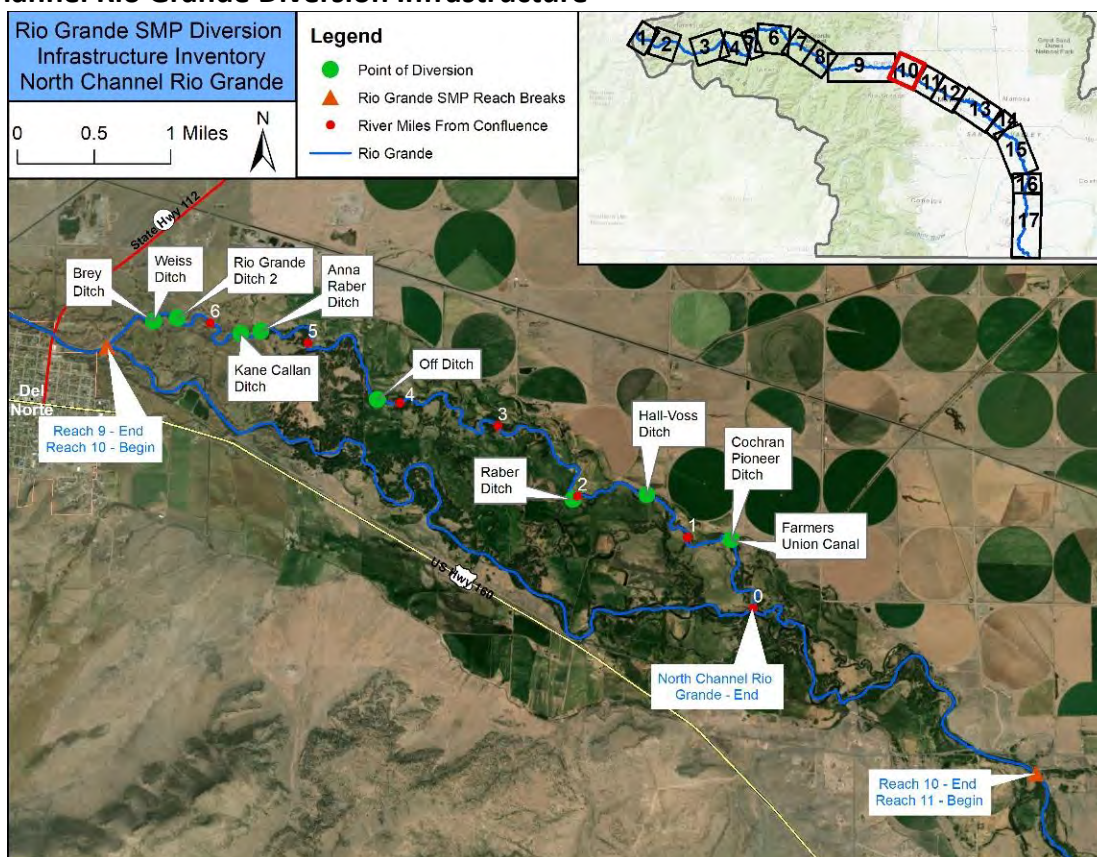 Channel Rio Grande Diversion Infrastructure
Rio Grande SMP Diversion
Infrastructure Inventory
North Channel Rio Grande
0 0.5 1 Miles
N
Legend
Point of Diversion
Rio Grande SMP Reach Breaks
River Miles From Confluence
Rio Grande
1
2
3
4
5
6
7
8
9
10
11
12
13
14
15
16
17
State Hwy 112
Brey
Ditch
Weiss
Ditch
Rio Grande
Ditch 2
Anna
Raber
Ditch
6
5
Kane Callan
Ditch
Del
Norte
Reach 9 - End
Reach 10 - Begin
Off Ditch
4
3
Hall-Voss
Ditch
Cochran
Pioneer
Ditch
Raber
Ditch
2
1
Farmers
Union Canal
US Hwy 160
0
North Channel Rio
Grande - End
Reach 10 - End
Reach 11 - Begin